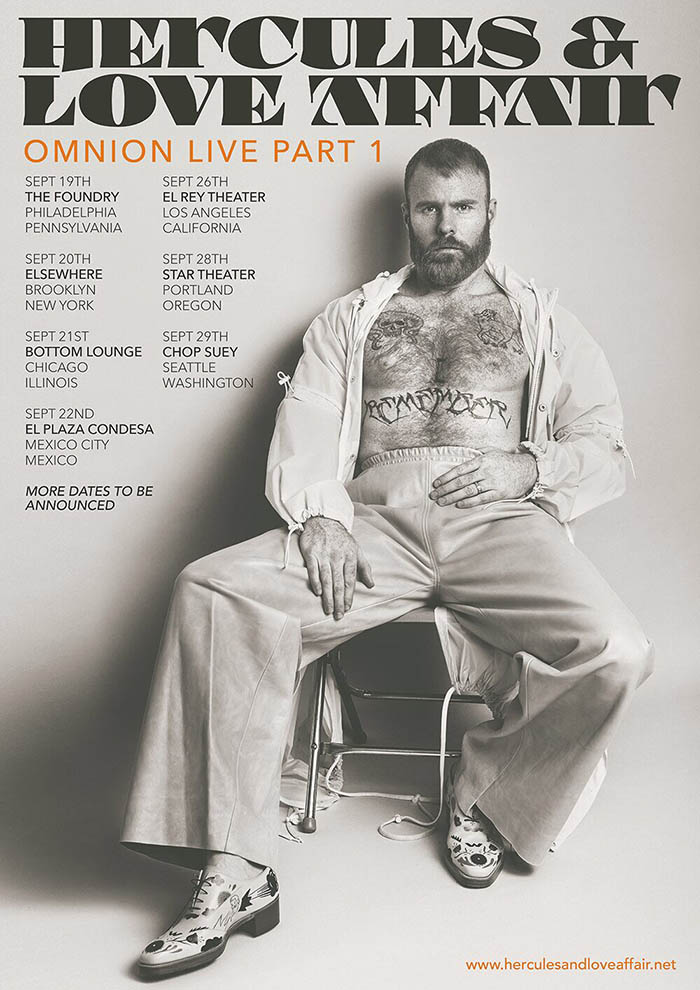 HERCULES &
LOVE AFFAIR
OMNION LIVE PART 1
SEPT 19TH
THE FOUNDRY
PHILADELPHIA
PENNSYLVANIA
SEPT 20TH
ELSEWHERE
BROOKLYN
NEW YORK
SEPT 21ST
BOTTOM LOUNGE
CHICAGO
ILLINOIS
SEPT 22ND
EL PLAZA CONDESA
MEXICO CITY
MEXICO
MORE DATES TO BE
ANNOUNCED
SEPT 26TH
EL REY THEATER
LOS ANGELES
CALIFORNIA
SEPT 28TH
STAR THEATER
PORTLAND
OREGON
SEPT 29TH
CHOP SUEY
SEATTLE
WASHINGTON
REMEMBER
www.herculesandloveaffair.net